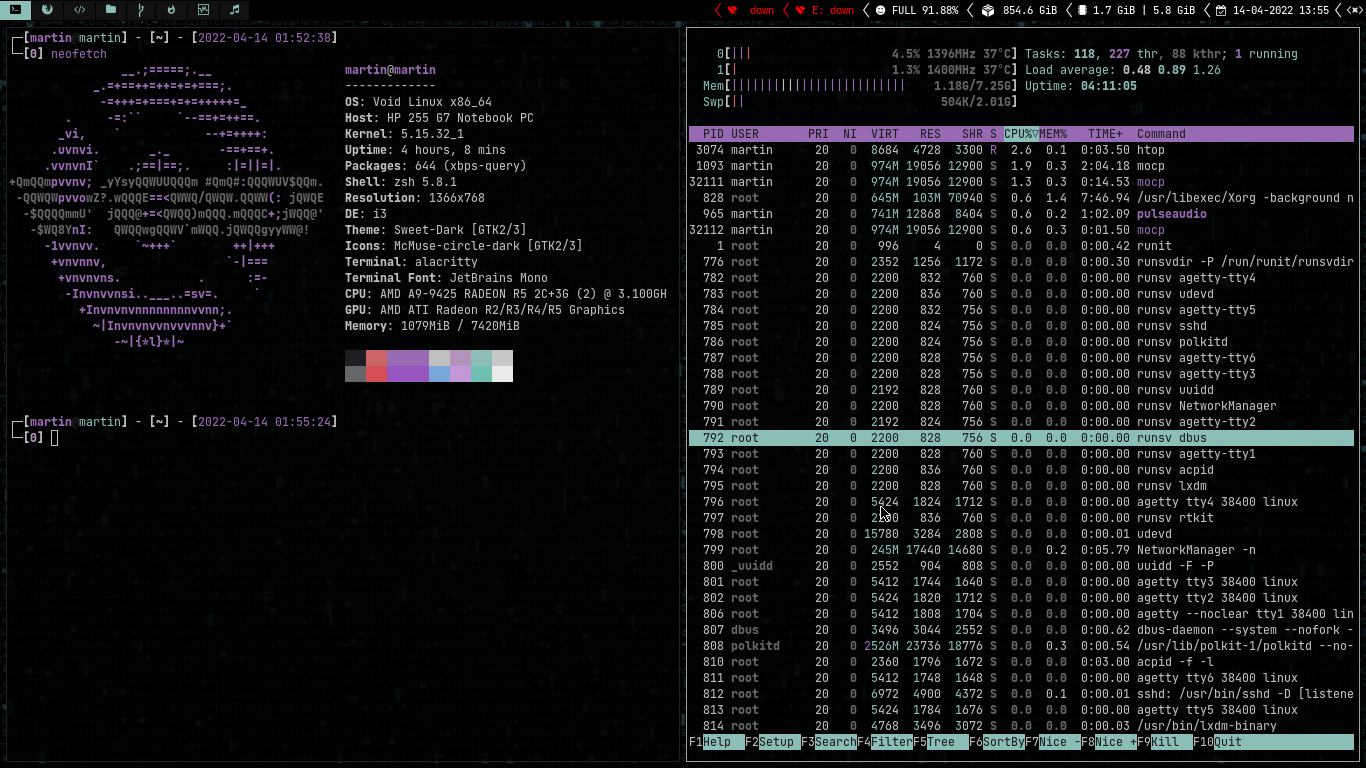 down E: down FULL 91.88% 854.6 GiB 1.7 GiB | 5.8 GiB 14-04-2022 13:55
[martin martin] - [~] - [2022-04-14 01:52:38]
[0] neofetch
martin@martin
-------------
OS: Void Linux x86_64
Host: HP 255 G7 Notebook PC
Kernel: 5.15.32_1
Uptime: 4 hours, 8 mins
Packages: 644 (xbps-query)
Shell: zsh 5.8.1
Resolution: 1366x768
DE: i3
Theme: Sweet-Dark [GTK2/3]
Icons: McMuse-circle-dark [GTK2/3]
Terminal: alacritty
Terminal Font: JetBrains Mono
CPU: AMD A9-9425 RADEON R5 2C+3G (2) @ 3.100GH
GPU: AMD ATI Radeon R2/R3/R4/R5 Graphics
Memory: 1079MiB / 7420MiB
[martin martin] - [~] - [2022-04-14 01:55:24]
[0]
0[||| 4.5% 1396MHz 37°C] Tasks: 118, 227 thr, 88 kthr; 1 running
1[| 1.3% 1400MHz 37°C] Load average: 0.48 0.89 1.26
Mem[||||||||||||||||||||||||| 1.18G/7.25G] Uptime: 04:11:05
Swp[|| 504K/2.01G]
PID USER PRI NI VIRT RES SHR S CPU%▽MEM% TIME+ Command
3074 martin 20 0 8684 4728 3300 R 2.6 0.1 0:03.50 htop
1093 martin 20 0 974M 19056 12900 S 1.9 0.3 2:04.18 mocp
32111 martin 20 0 974M 19056 12900 S 1.3 0.3 0:14.53 mocp
828 root 20 0 645M 103M 70940 S 0.6 1.4 7:46.94 /usr/libexec/Xorg -background n
965 martin 20 0 741M 12868 8404 S 0.6 0.2 1:02.09 pulseaudio
32112 martin 20 0 974M 19056 12900 S 0.6 0.3 0:01.50 mocp
1 root 20 0 996 4 0 S 0.0 0.0 0:00.42 runit
776 root 20 0 2352 1256 1172 S 0.0 0.0 0:00.30 runsvdir -P /run/runit/runsvdir
782 root 20 0 2200 832 760 S 0.0 0.0 0:00.00 runsv agetty-tty4
783 root 20 0 2200 836 760 S 0.0 0.0 0:00.00 runsv udevd
784 root 20 0 2200 832 756 S 0.0 0.0 0:00.00 runsv agetty-tty5
785 root 20 0 2200 824 756 S 0.0 0.0 0:00.00 runsv sshd
786 root 20 0 2200 824 756 S 0.0 0.0 0:00.00 runsv polkitd
787 root 20 0 2200 828 756 S 0.0 0.0 0:00.00 runsv agetty-tty6
788 root 20 0 2200 828 756 S 0.0 0.0 0:00.00 runsv agetty-tty3
789 root 20 0 2192 828 760 S 0.0 0.0 0:00.00 runsv uuidd
790 root 20 0 2200 828 760 S 0.0 0.0 0:00.00 runsv NetworkManager
791 root 20 0 2192 824 756 S 0.0 0.0 0:00.00 runsv agetty-tty2
792 root 20 0 2200 828 756 S 0.0 0.0 0:00.00 runsv dbus
793 root 20 0 2200 828 760 S 0.0 0.0 0:00.00 runsv agetty-tty1
794 root 20 0 2200 836 760 S 0.0 0.0 0:00.00 runsv acpid
795 root 20 0 2200 828 760 S 0.0 0.0 0:00.00 runsv lxdm
796 root 20 0 5424 1824 1712 S 0.0 0.0 0:00.00 agetty tty4 38400 linux
797 root 20 0 836 760 S 0.0 0.0 0:00.00 runsv rtkit
798 root 20 0 15780 3284 2808 S 0.0 0.0 0:00.01 udevd
799 root 20 0 245M 17440 14680 S 0.0 0.2 0:05.79 NetworkManager -n
800 _uuidd 20 0 2552 904 808 S 0.0 0.0 0:00.00 uuidd -F -P
801 root 20 0 5412 1744 1640 S 0.0 0.0 0:00.00 agetty tty3 38400 linux
802 root 20 0 5424 1820 1712 S 0.0 0.0 0:00.00 agetty tty2 38400 linux
806 root 20 0 5412 1808 1704 S 0.0 0.0 0:00.00 agetty --noclear tty1 38400 lin
807 dbus 20 0 3496 3044 2552 S 0.0 0.0 0:00.62 dbus-daemon --system --nofork -
808 polkitd 20 0 2526M 23736 18776 S 0.0 0.3 0:00.54 /usr/lib/polkit-1/polkitd --no-
810 root 20 0 2360 1796 1672 S 0.0 0.0 0:03.00 acpid -f -l
811 root 20 0 5412 1748 1648 S 0.0 0.0 0:00.00 agetty tty6 38400 linux
812 root 20 0 6972 4900 4372 S 0.0 0.1 0:00.01 sshd: /usr/bin/sshd -D [listene
813 root 20 0 5424 1784 1676 S 0.0 0.0 0:00.00 agetty tty5 38400 linux
814 root 20 0 4768 3496 3072 S 0.0 0.0 0:00.03 /usr/bin/lxdm-binary
F1Help F2Setup F3SearchF4FilterF5Tree F6SortByF7Nice -F8Nice +F9Kill F10Quit